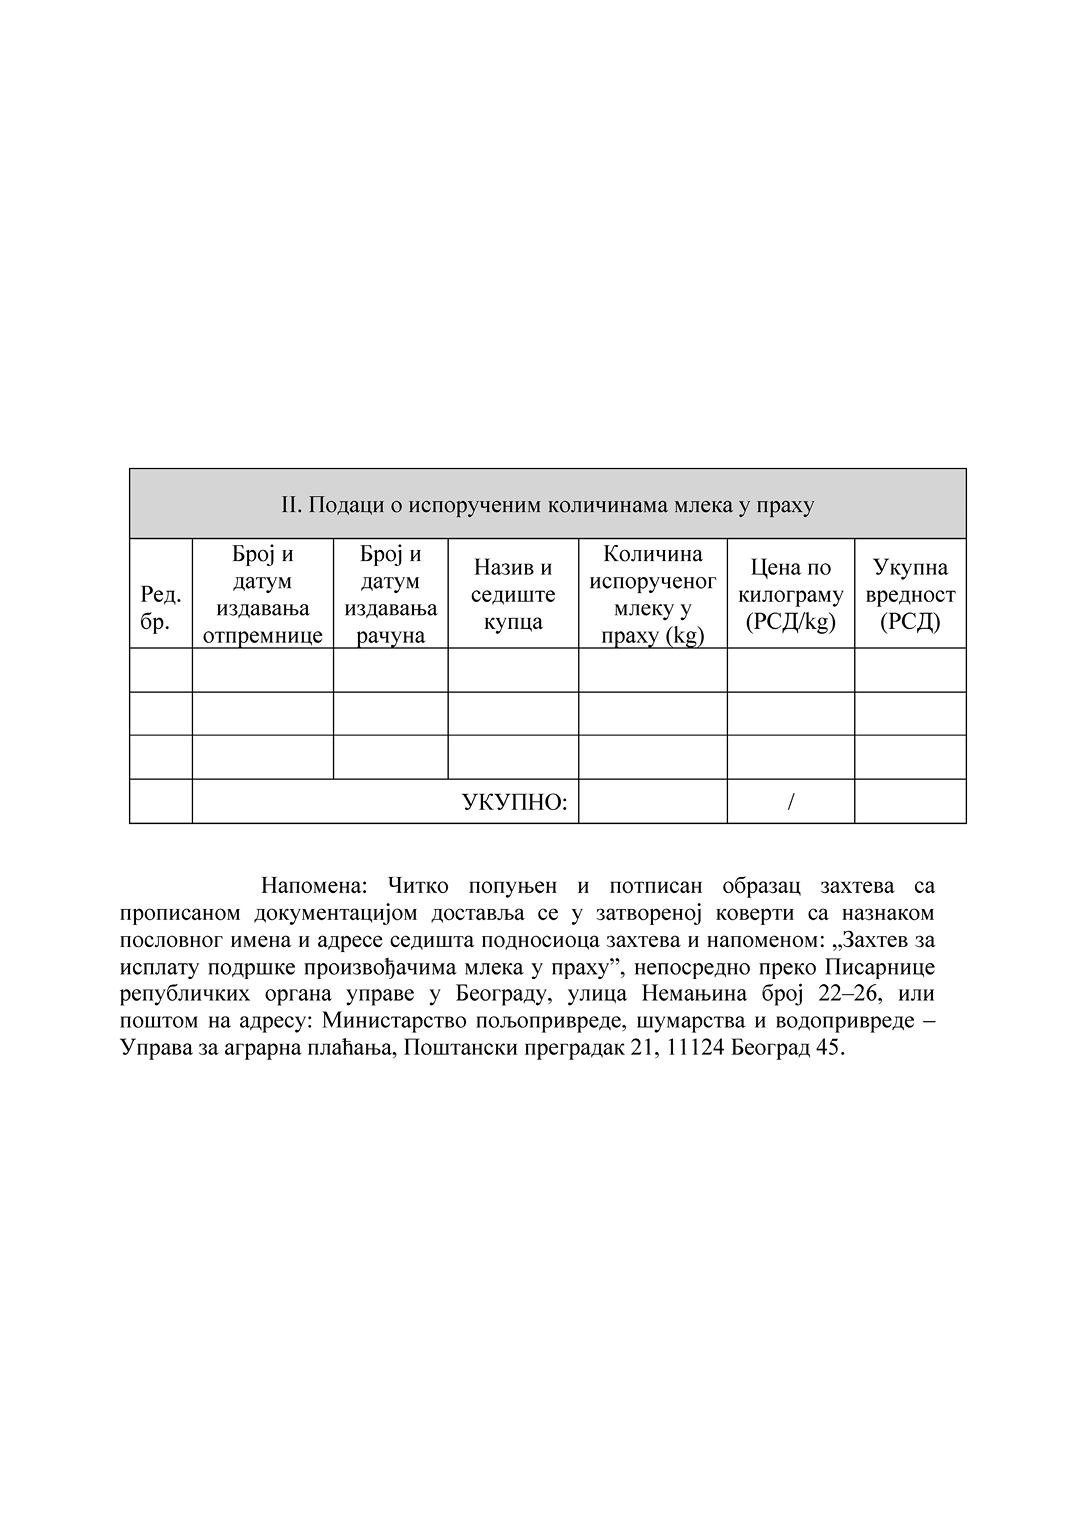 II. Подаци о испорученим количинама млека у праху
Ред.
бр.
Број и
датум
издавања
отпремнице
Број и
датум
издавања
рачуна
Назив и
седиште
купца
Количина
испорученог
млеку у
праху (kg)
Цена по
килограму
(РСД/kg)
Укупна
вредност
(РСД)
УКУПНО:
/
Напомена: Читко попуњен и потписан образац захтева са
прописаном документацијом доставља се у затвореној коверти са назнаком
пословног имена и адресе седишта подносиоца захтева и напоменом: „Захтев за
исплату подршке произвођачима млека у праху”, непосредно преко Писарнице
републичких органа управе у Београду, улица Немањина број 22–26, или
поштом на адресу: Министарство пољопривреде, шумарства и водопривреде –
Управа за аграрна плаћања, Поштански преградак 21, 11124 Београд 45.